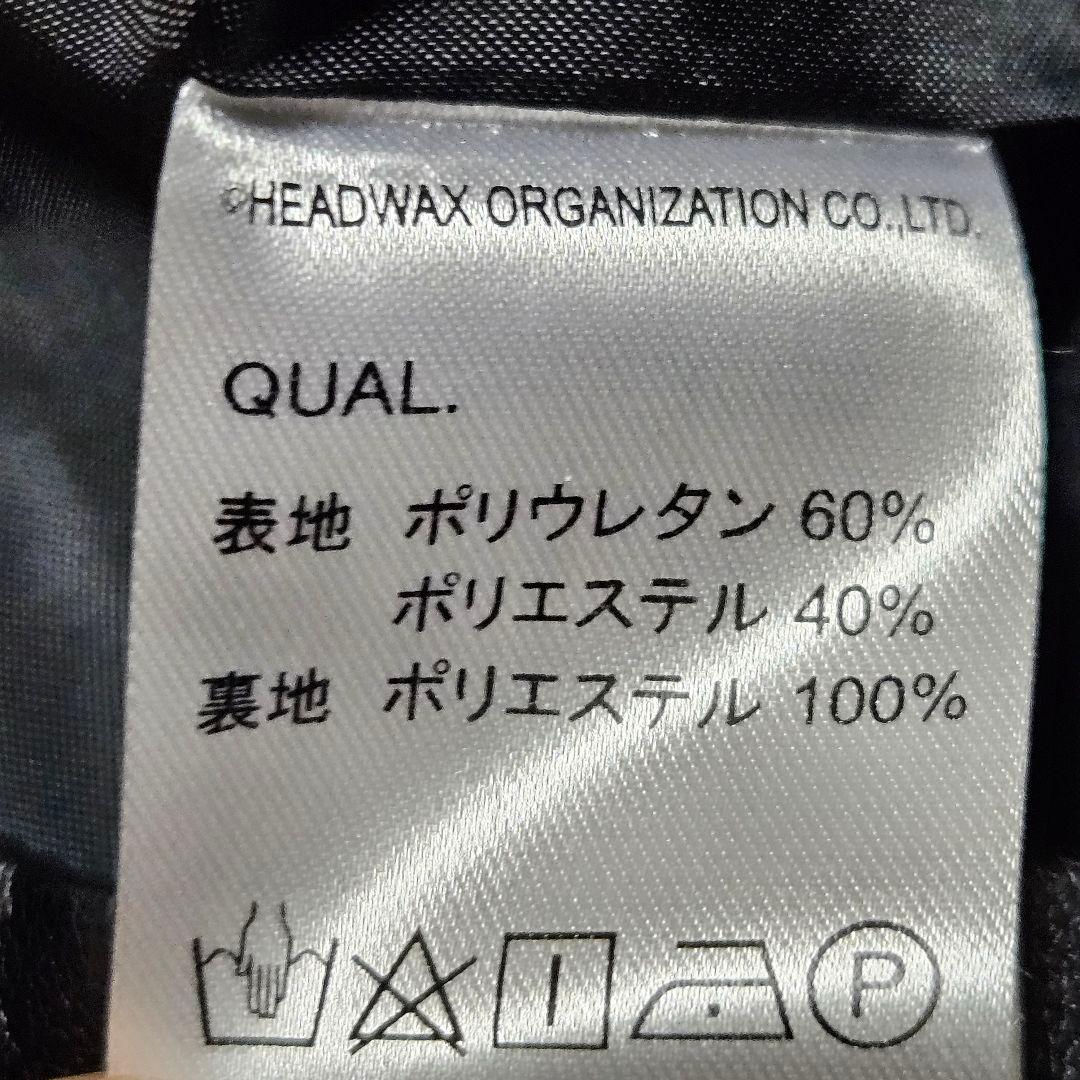 ©HEADWAX ORGANIZATION CO.,LTD.
QUAL.
表地 ポリウレタン 60%
ポリエステル 40%
裏地 ポリエステル 100%
P